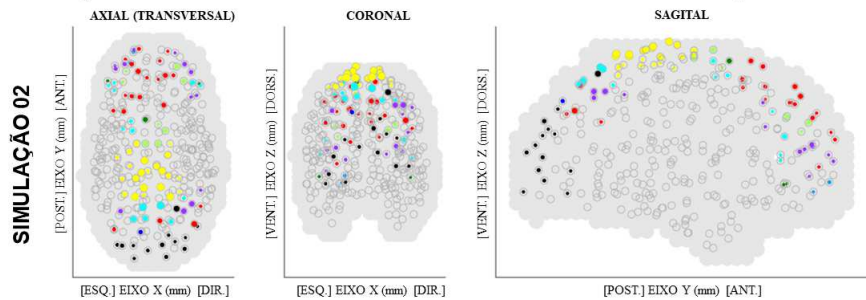 AXIAL (TRANSVERSAL)
CORONAL
SAGITAL
SIMULAÇÃO 02
[POST.] EIXO Y (mm) [ANT.]
[VENT.] EIXO Z (mm) [DORS.]
[VENT.] EIXO Z (mm) [DORS.]
[ESQ.] EIXO X (mm) [DIR.]
[ESQ.] EIXO X (mm) [DIR.]
[POST.] EIXO Y (mm) [ANT.]